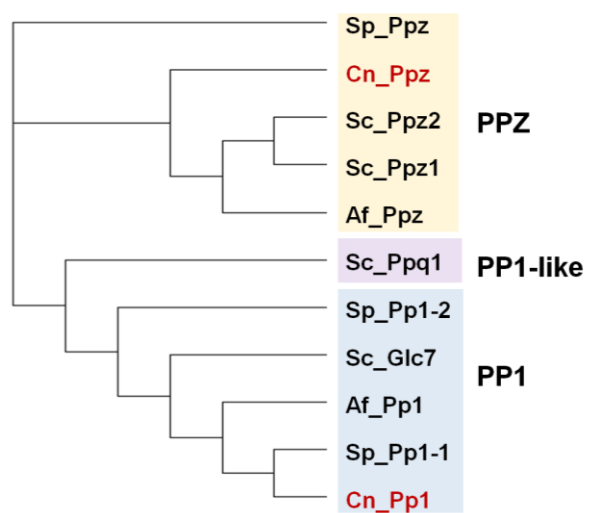 Sp_Ppz
Cn_Ppz
Sc_Ppz2
PPZ
Sc_Ppz1
Af_Ppz
Sc_Ppq1
PP1-like
Sp_Pp1-2
Sc_Glc7
PP1
Af_Pp1
Sp_Pp1-1
Cn_Pp1